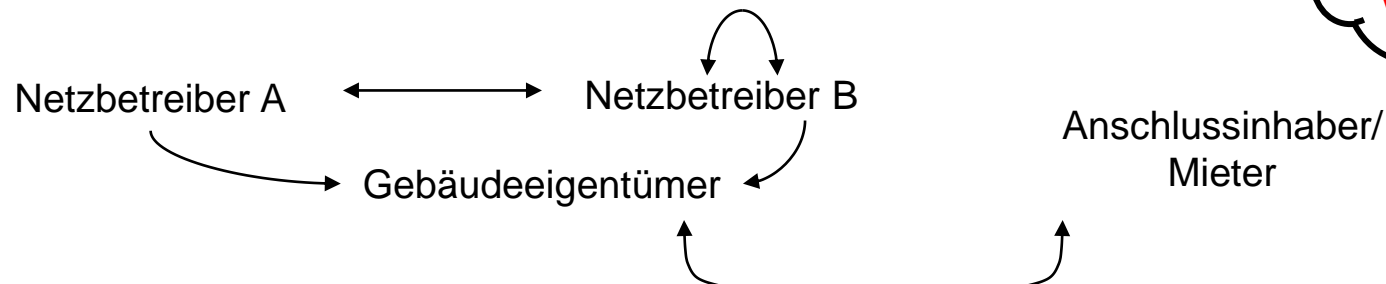 Netzbetreiber A
Netzbetreiber B
Anschlussinhaber/
Mieter
Gebäudeeigentümer